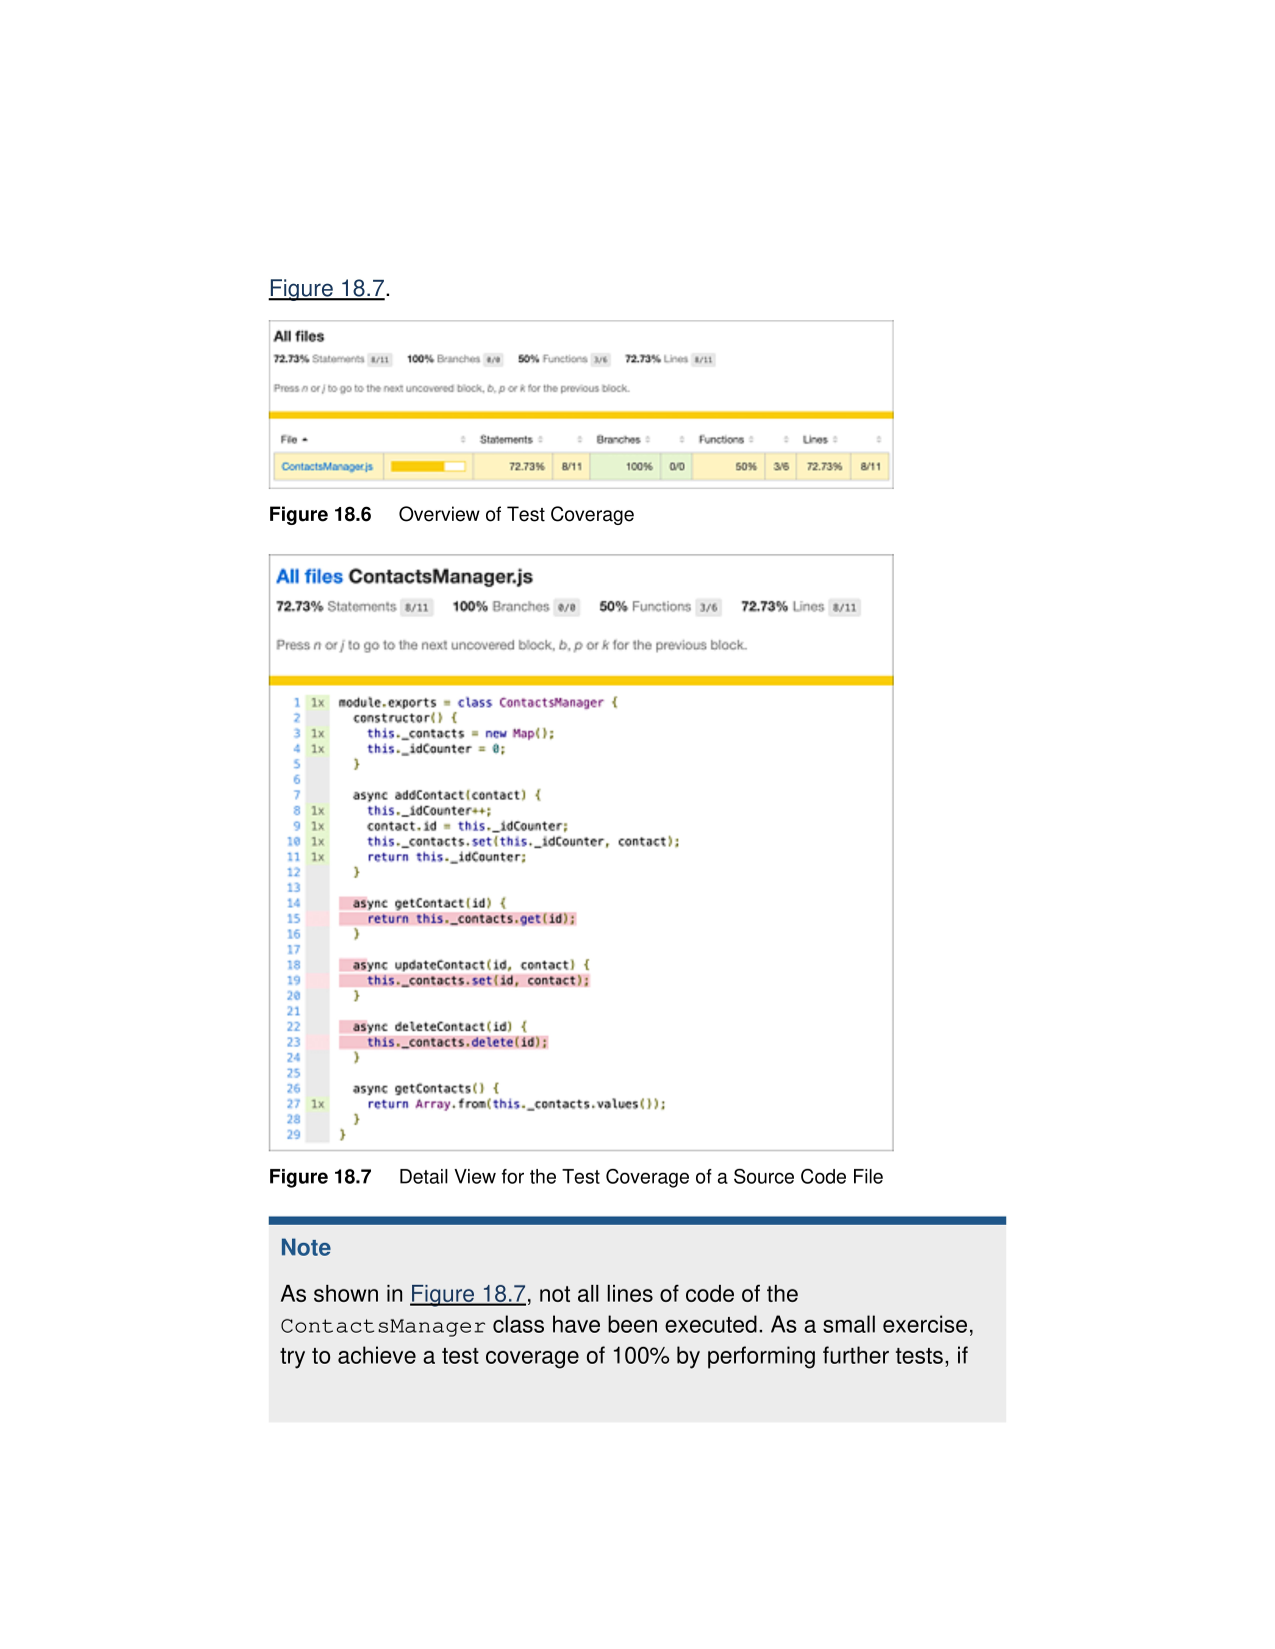 Figure 18.7.
All files
72.73% Statements 8/11 100% Branches 0/0 50% Functions 3/6 72.73% Lines 8/11
Press n or j to go to the next uncovered block, b, p or k for the previous block.
File Statements Branches Functions Lines
ContactsManager.js 72.73% 8/11 100% 0/0 50% 3/6 72.73% 8/11
Figure 18.6 Overview of Test Coverage
All files ContactsManager.js
72.73% Statements 8/11 100% Branches 0/0 50% Functions 3/6 72.73% Lines 8/11
Press n or j to go to the next uncovered block, b, p or k for the previous block.
1 1x module.exports = class ContactsManager {
2 constructor() {
3 1x this._contacts = new Map();
4 1x this._idCounter = 0;
5 }
6
7 async addContact(contact) {
8 1x this._idCounter++;
9 1x contact.id = this._idCounter;
10 1x this._contacts.set(this._idCounter, contact);
11 1x return this._idCounter;
12 }
13
14 async getContact(id) {
15 return this._contacts.get(id);
16 }
17
18 async updateContact(id, contact) {
19 this._contacts.set(id, contact);
20 }
21
22 async deleteContact(id) {
23 this._contacts.delete(id);
24 }
25
26 async getContacts() {
27 1x return Array.from(this._contacts.values());
28 }
29 }
Figure 18.7 Detail View for the Test Coverage of a Source Code File
Note
As shown in Figure 18.7, not all lines of code of the
ContactsManager class have been executed. As a small exercise,
try to achieve a test coverage of 100% by performing further tests, if